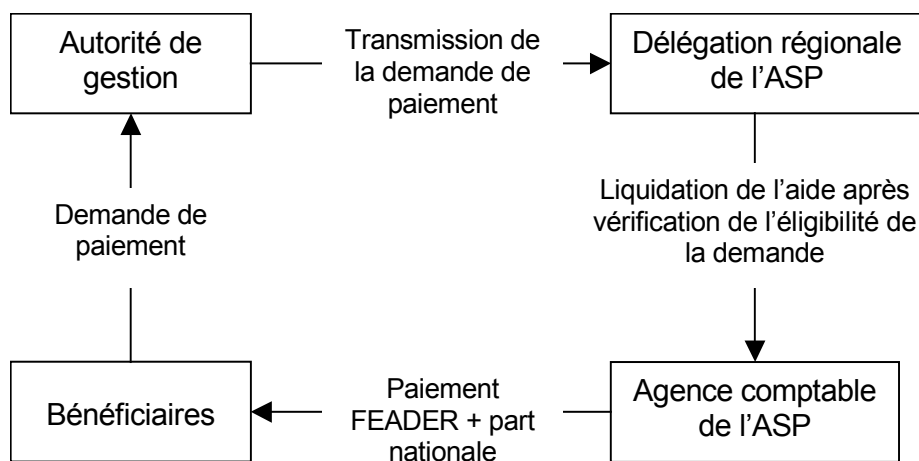 Autorité de
gestion
Transmission de
la demande de
paiement
Délégation régionale
de l’ASP
Demande de
paiement
Liquidation de l’aide après
vérification de l’éligibilité de
la demande
Bénéficiaires
Paiement
FEADER + part
nationale
Agence comptable
de l’ASP